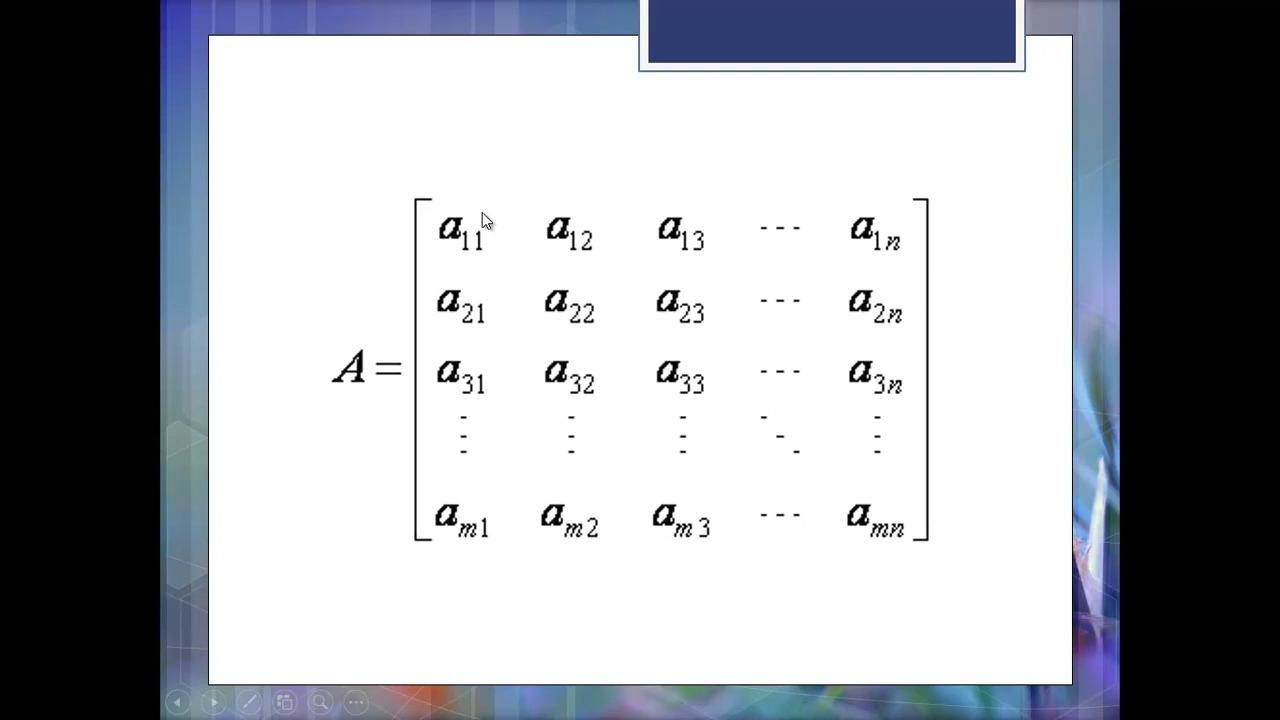 a11 a12 a13 --- a1n
a21 a22 a23 --- a2n
A = a31 a32 a33 --- a3n
am1 am2 am3 --- amn